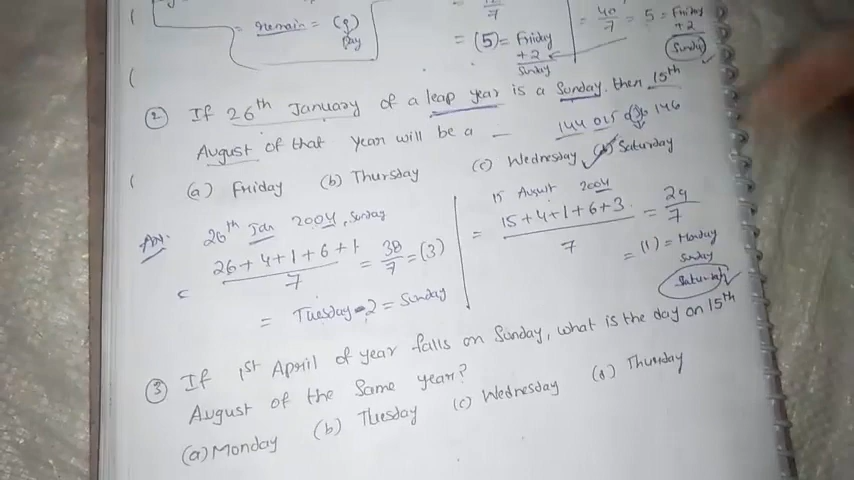 = remain = (g)
Day
7
= (5) = Friday
+2
Sunday
= 40/7 = 5 = Friday
+2
Sunday
② If 26th January of a leap year is a Sunday. then 15th
August of that year will be a _
144 025 036 146
(a) Friday (b) Thursday (c) Wednesday (d) Saturday
Ans. 26th Jan 2004, Sunday
= 26+4+1+6+1/7 = 38/7 = (3)
= Tuesday - 2 = Sunday
15 August 2004
= 15+4+1+6+3/7 = 29/7
= (1) = Monday
Sunday
Saturday
③ If 1st April of year falls on Sunday, what is the day on 15th
August of the same year?
(a) Monday (b) Tuesday (c) Wednesday (d) Thursday